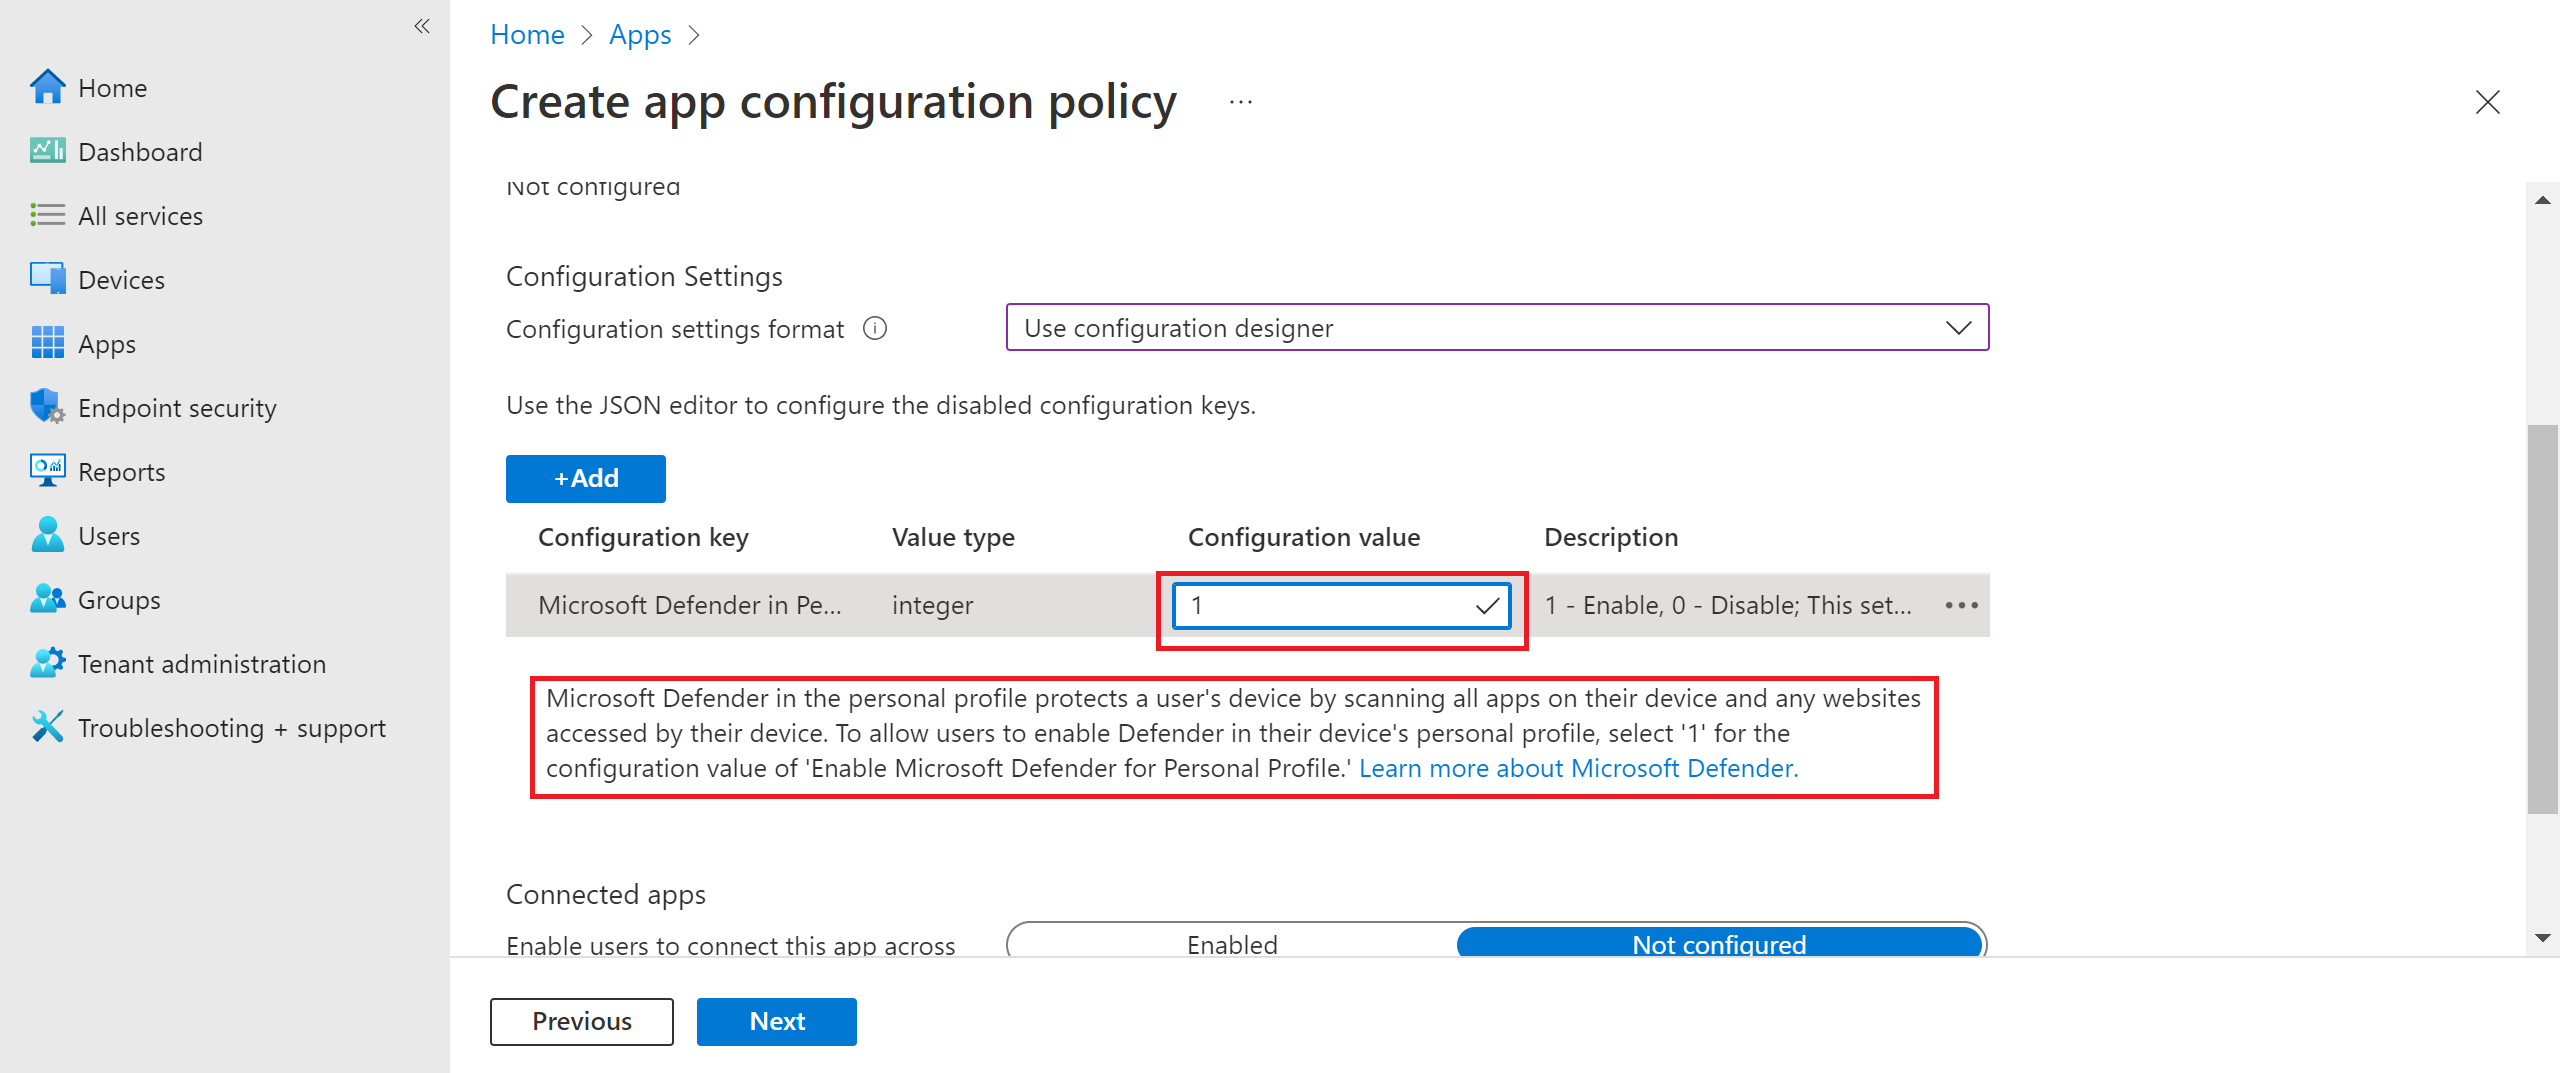 Home
Dashboard
All services
Devices
Apps
Endpoint security
Reports
Users
Groups
Tenant administration
Troubleshooting + support
Home > Apps >
Create app configuration policy ...
Not configured
Configuration Settings
Configuration settings format
Use configuration designer
Use the JSON editor to configure the disabled configuration keys.
+Add
Configuration key Value type Configuration value Description
Microsoft Defender in Pe... integer 1 1 - Enable, 0 - Disable; This set... •••
Microsoft Defender in the personal profile protects a user's device by scanning all apps on their device and any websites
accessed by their device. To allow users to enable Defender in their device's personal profile, select '1' for the
configuration value of 'Enable Microsoft Defender for Personal Profile.' Learn more about Microsoft Defender.
Connected apps
Enable users to connect this app across
Enabled Not configured
Previous Next